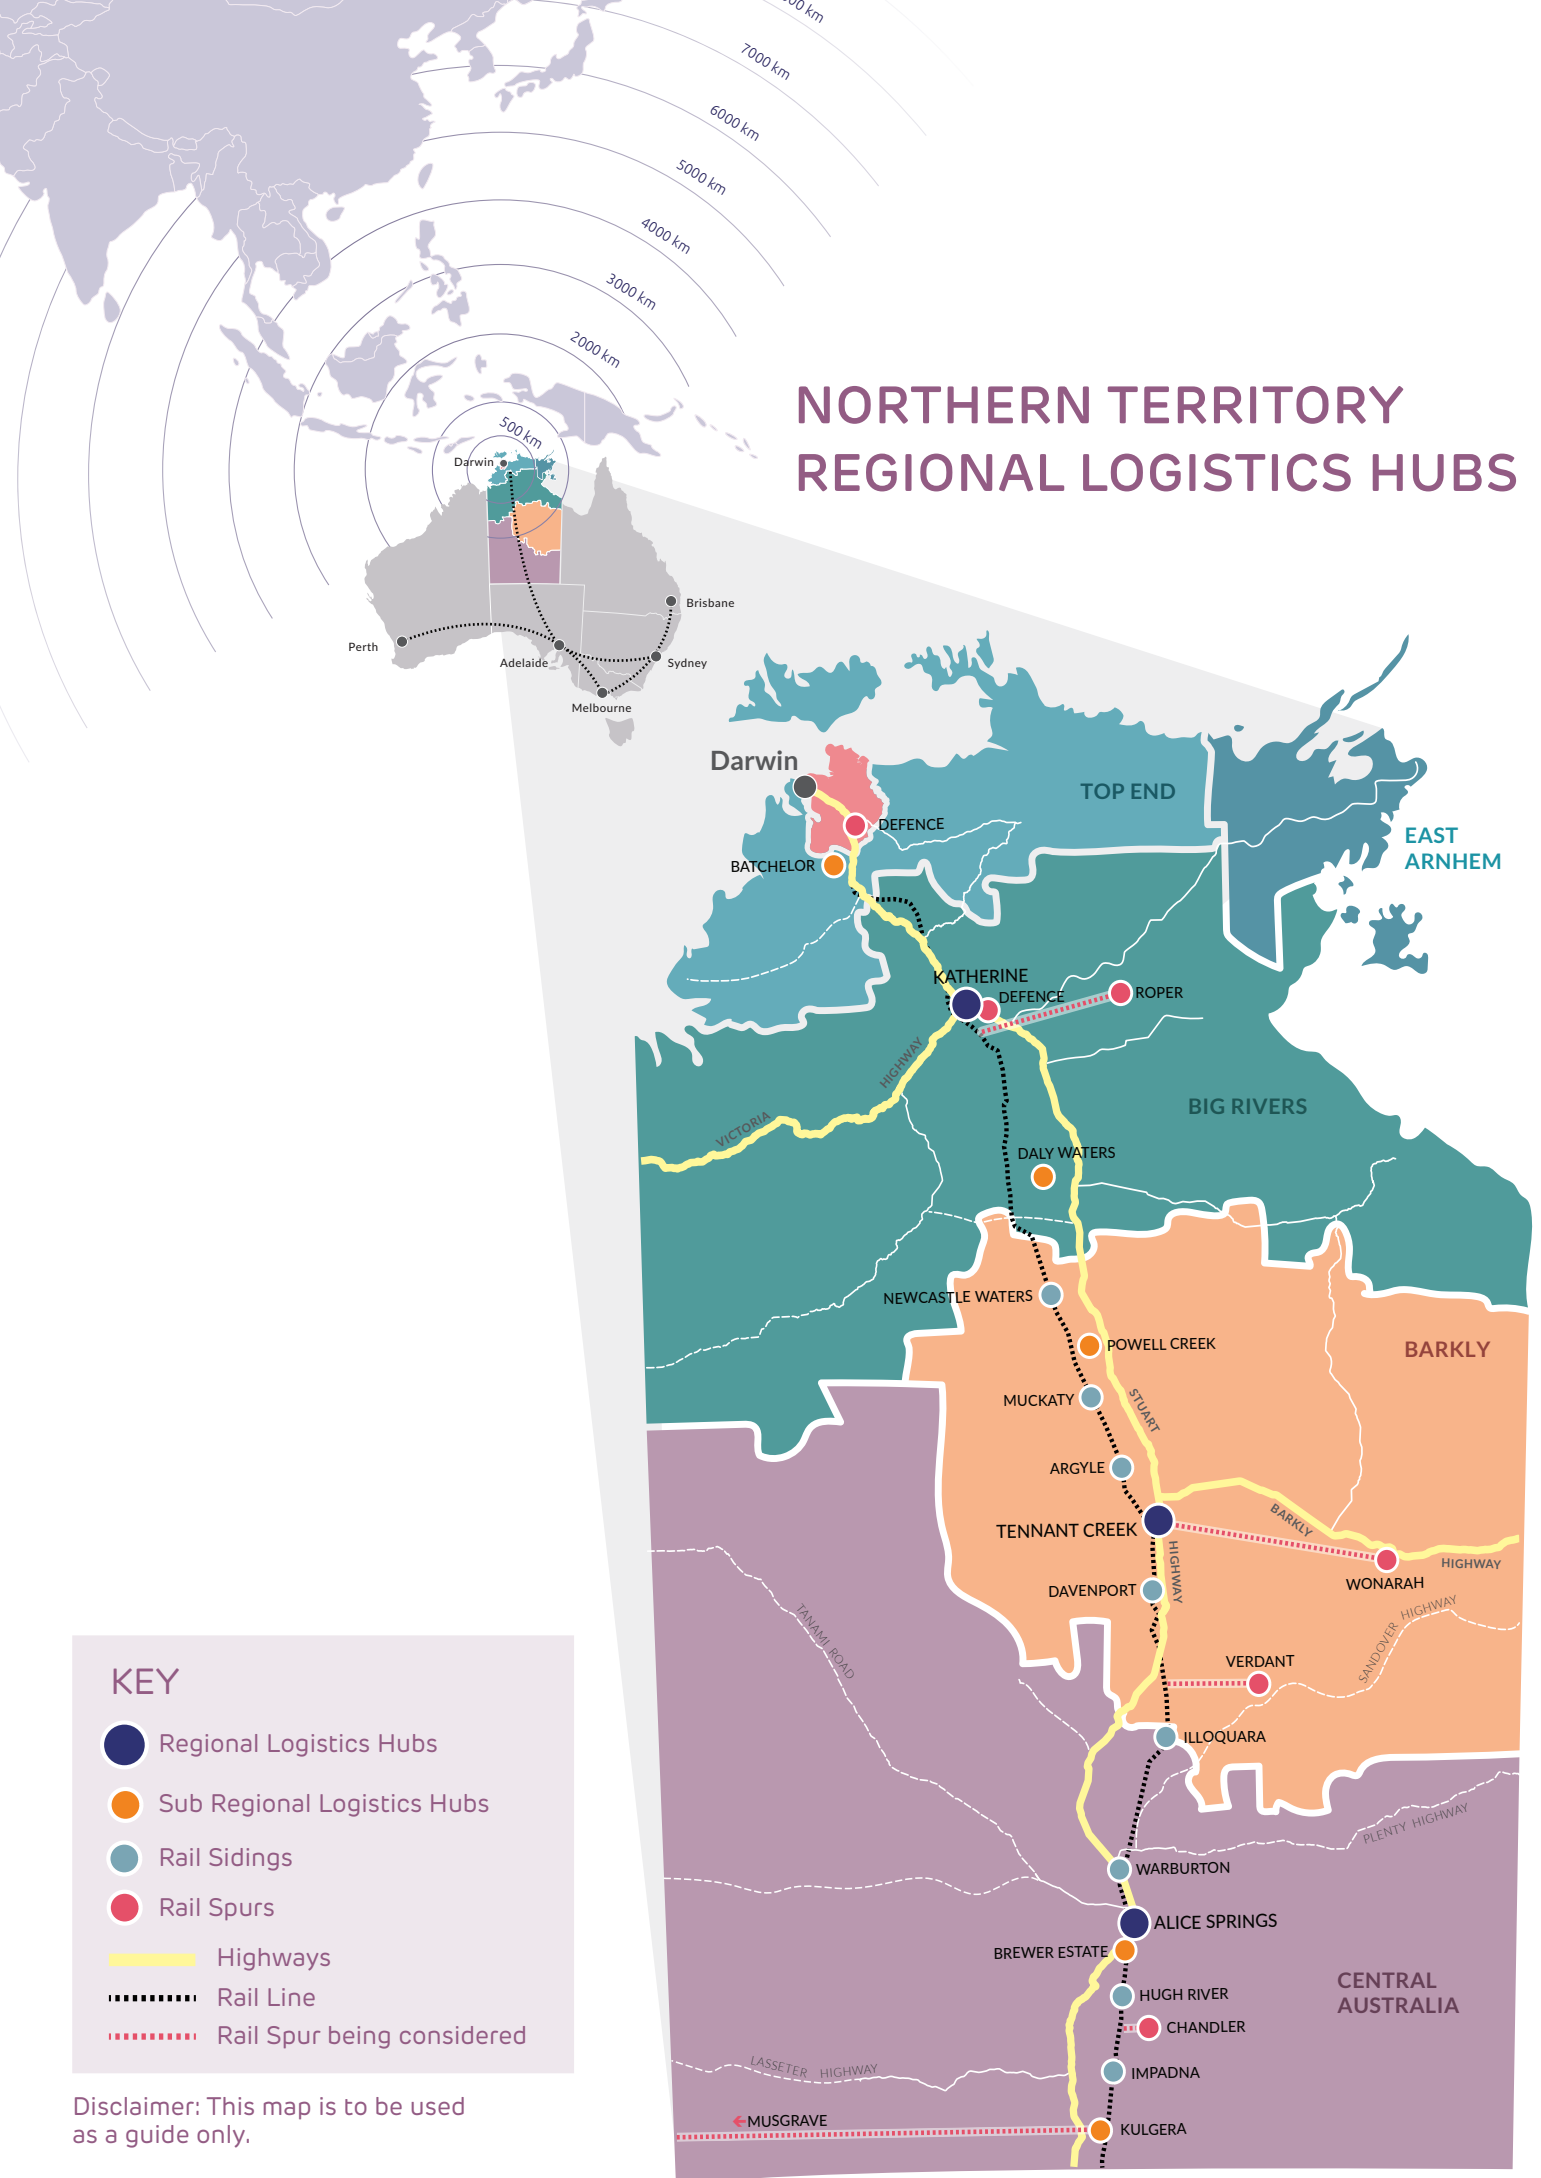 7000 km
6000 km
5000 km
4000 km
3000 km
2000 km
500 km
Darwin
Perth
Adelaide
Melbourne
Sydney
Brisbane
NORTHERN TERRITORY
REGIONAL LOGISTICS HUBS
Darwin
TOP END
DEFENCE
EAST
ARNHEM
BATCHELOR
KATHERINE
DEFENCE
ROPER
HIGHWAY
VICTORIA
BIG RIVERS
DALY WATERS
NEWCASTLE WATERS
POWELL CREEK
BARKLY
MUCKATY
STUART
ARGYLE
TENNANT CREEK
BARKLY
HIGHWAY
HIGHWAY
WONARAH
DAVENPORT
TANAMI ROAD
SANDOVER HIGHWAY
VERDANT
ILLOQUARA
PLENTY HIGHWAY
WARBURTON
ALICE SPRINGS
BREWER ESTATE
CENTRAL
AUSTRALIA
HUGH RIVER
CHANDLER
LASSETER HIGHWAY
IMPADNA
MUSGRAVE
KULGERA
KEY
Regional Logistics Hubs
Sub Regional Logistics Hubs
Rail Sidings
Rail Spurs
Highways
Rail Line
Rail Spur being considered
Disclaimer: This map is to be used
as a guide only.